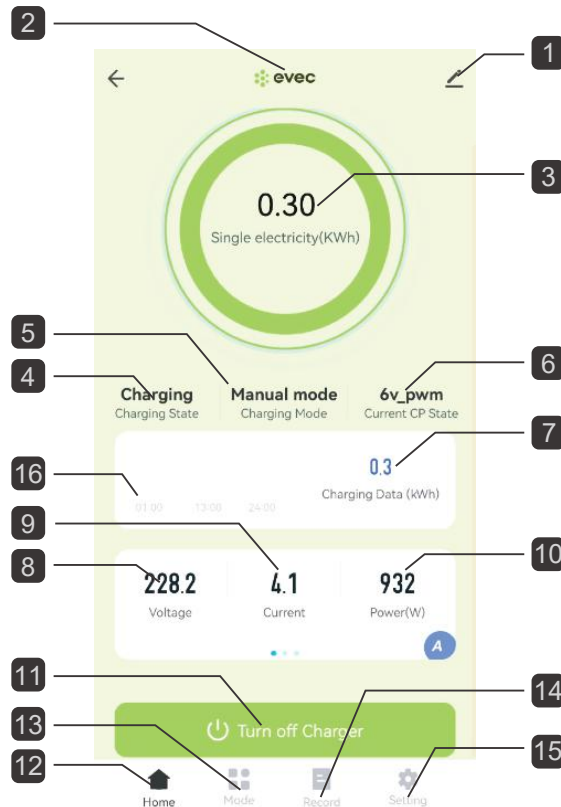 2
1
evec
3
0.30
Single electricity(KWh)
5
4
6
Charging
Manual mode
6v_pwm
Charging State
Charging Mode
Current CP State
7
0.3
16
Charging Data (kWh)
01:00 13:00 24:00
9
8
10
228.2
4.1
932
Voltage
Current
Power(W)
A
11
14
Turn off Charger
13
15
12
Home
Mode
Record
Setting